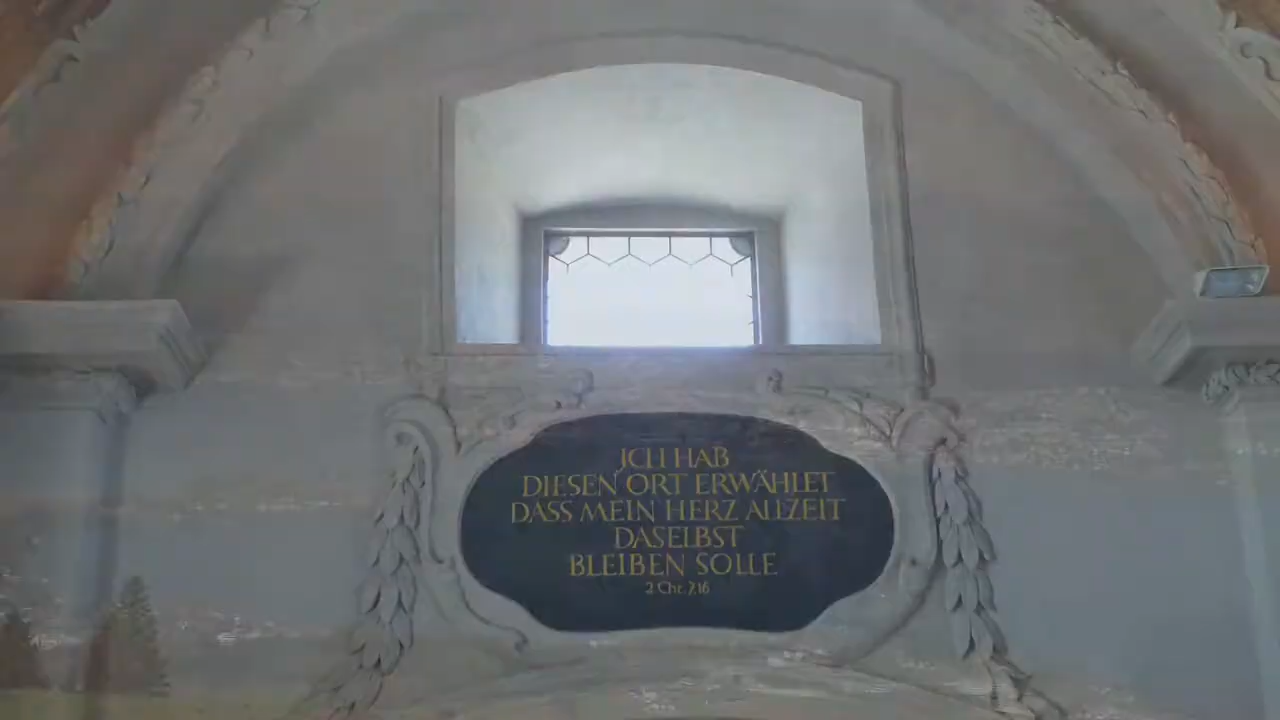 ICH HAB
DIESEN ORT ERWÄHLET
DASS MEIN HERZ ALLZEIT
DASELBST
BLEIBEN SOLLE
2 Chr. 7,16